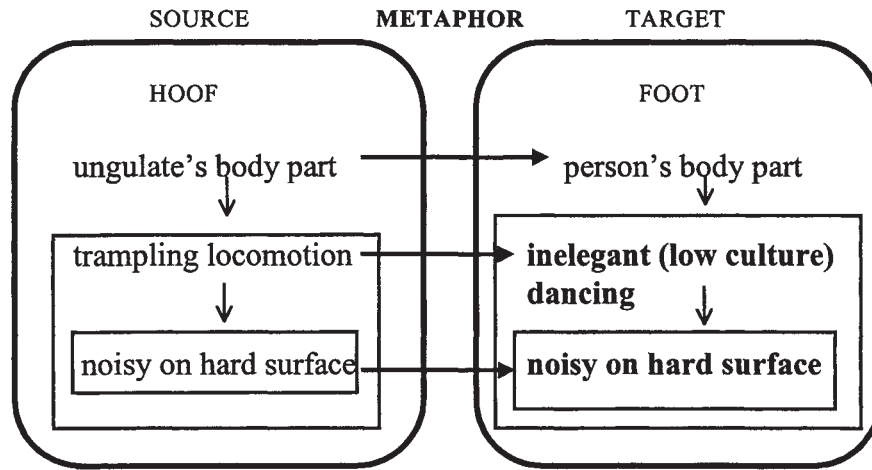 SOURCE METAPHOR TARGET
HOOF FOOT
ungulate's body part person's body part
trampling locomotion inelegant (low culture)
dancing
noisy on hard surface noisy on hard surface